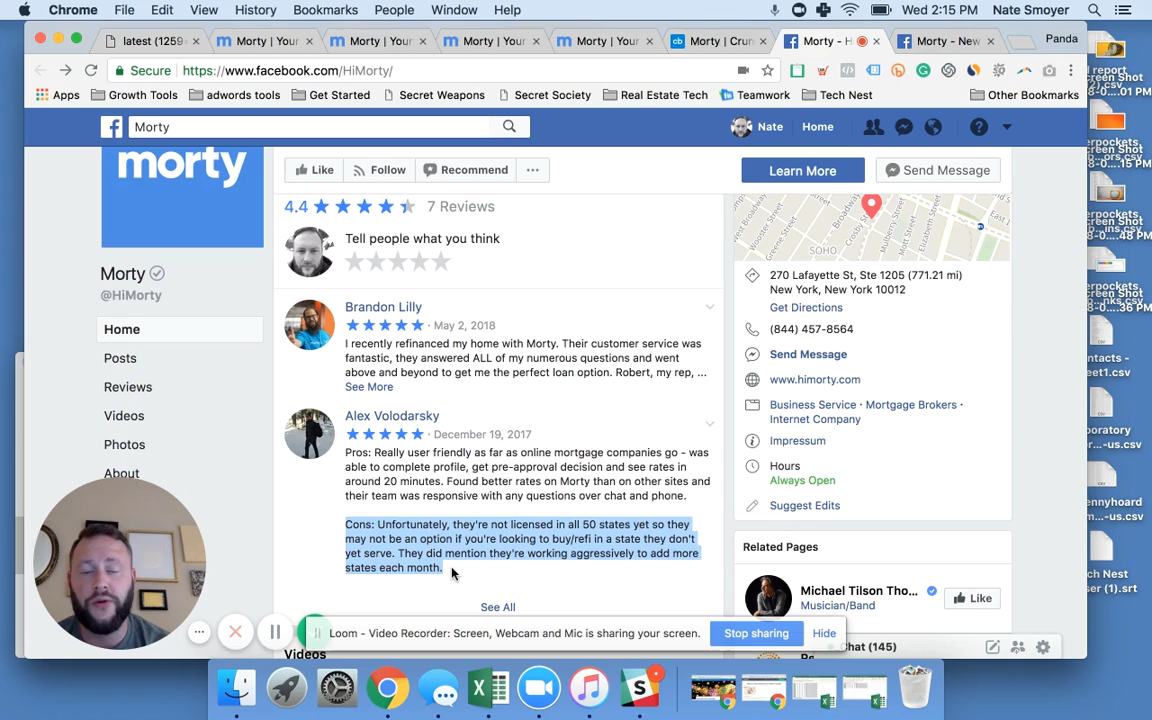 Chrome File Edit View History Bookmarks People Window Help
Wed 2:15 PM Nate Smoyer
latest (1259×
Morty | Your
Morty | Your
Morty | Your
Morty | Your
Morty | Crun
Morty - H
Morty - New
Panda
Secure https://www.facebook.com/HiMorty/
Apps Growth Tools adwords tools Get Started Secret Weapons Secret Society Real Estate Tech Teamwork Tech Nest Other Bookmarks
Morty
Nate Home
morty
Like Follow Recommend
Learn More
Send Message
4.4 7 Reviews
Tell people what you think
Morty
@HiMorty
Home
Posts
Reviews
Videos
Photos
About
Brandon Lilly
May 2, 2018
I recently refinanced my home with Morty. Their customer service was
fantastic, they answered ALL of my numerous questions and went
above and beyond to get me the perfect loan option. Robert, my rep, ...
See More
Alex Volodarsky
December 19, 2017
Pros: Really user friendly as far as online mortgage companies go - was
able to complete profile, get pre-approval decision and see rates in
around 20 minutes. Found better rates on Morty than on other sites and
their team was responsive with any questions over chat and phone.
Cons: Unfortunately, they're not licensed in all 50 states yet so they
may not be an option if you're looking to buy/refi in a state they don't
yet serve. They did mention they're working aggressively to add more
states each month.
See All
Videos
SOHO
Crosby St
Mulberry St
Mott St
Elizabeth St
270 Lafayette St, Ste 1205 (771.21 mi)
New York, New York 10012
Get Directions
(844) 457-8564
Send Message
www.himorty.com
Business Service · Mortgage Brokers ·
Internet Company
Impressum
Hours
Always Open
Suggest Edits
Related Pages
Michael Tilson Tho...
Musician/Band
Like
Chat (145)
Loom - Video Recorder: Screen, Webcam and Mic is sharing your screen.
Stop sharing
Hide